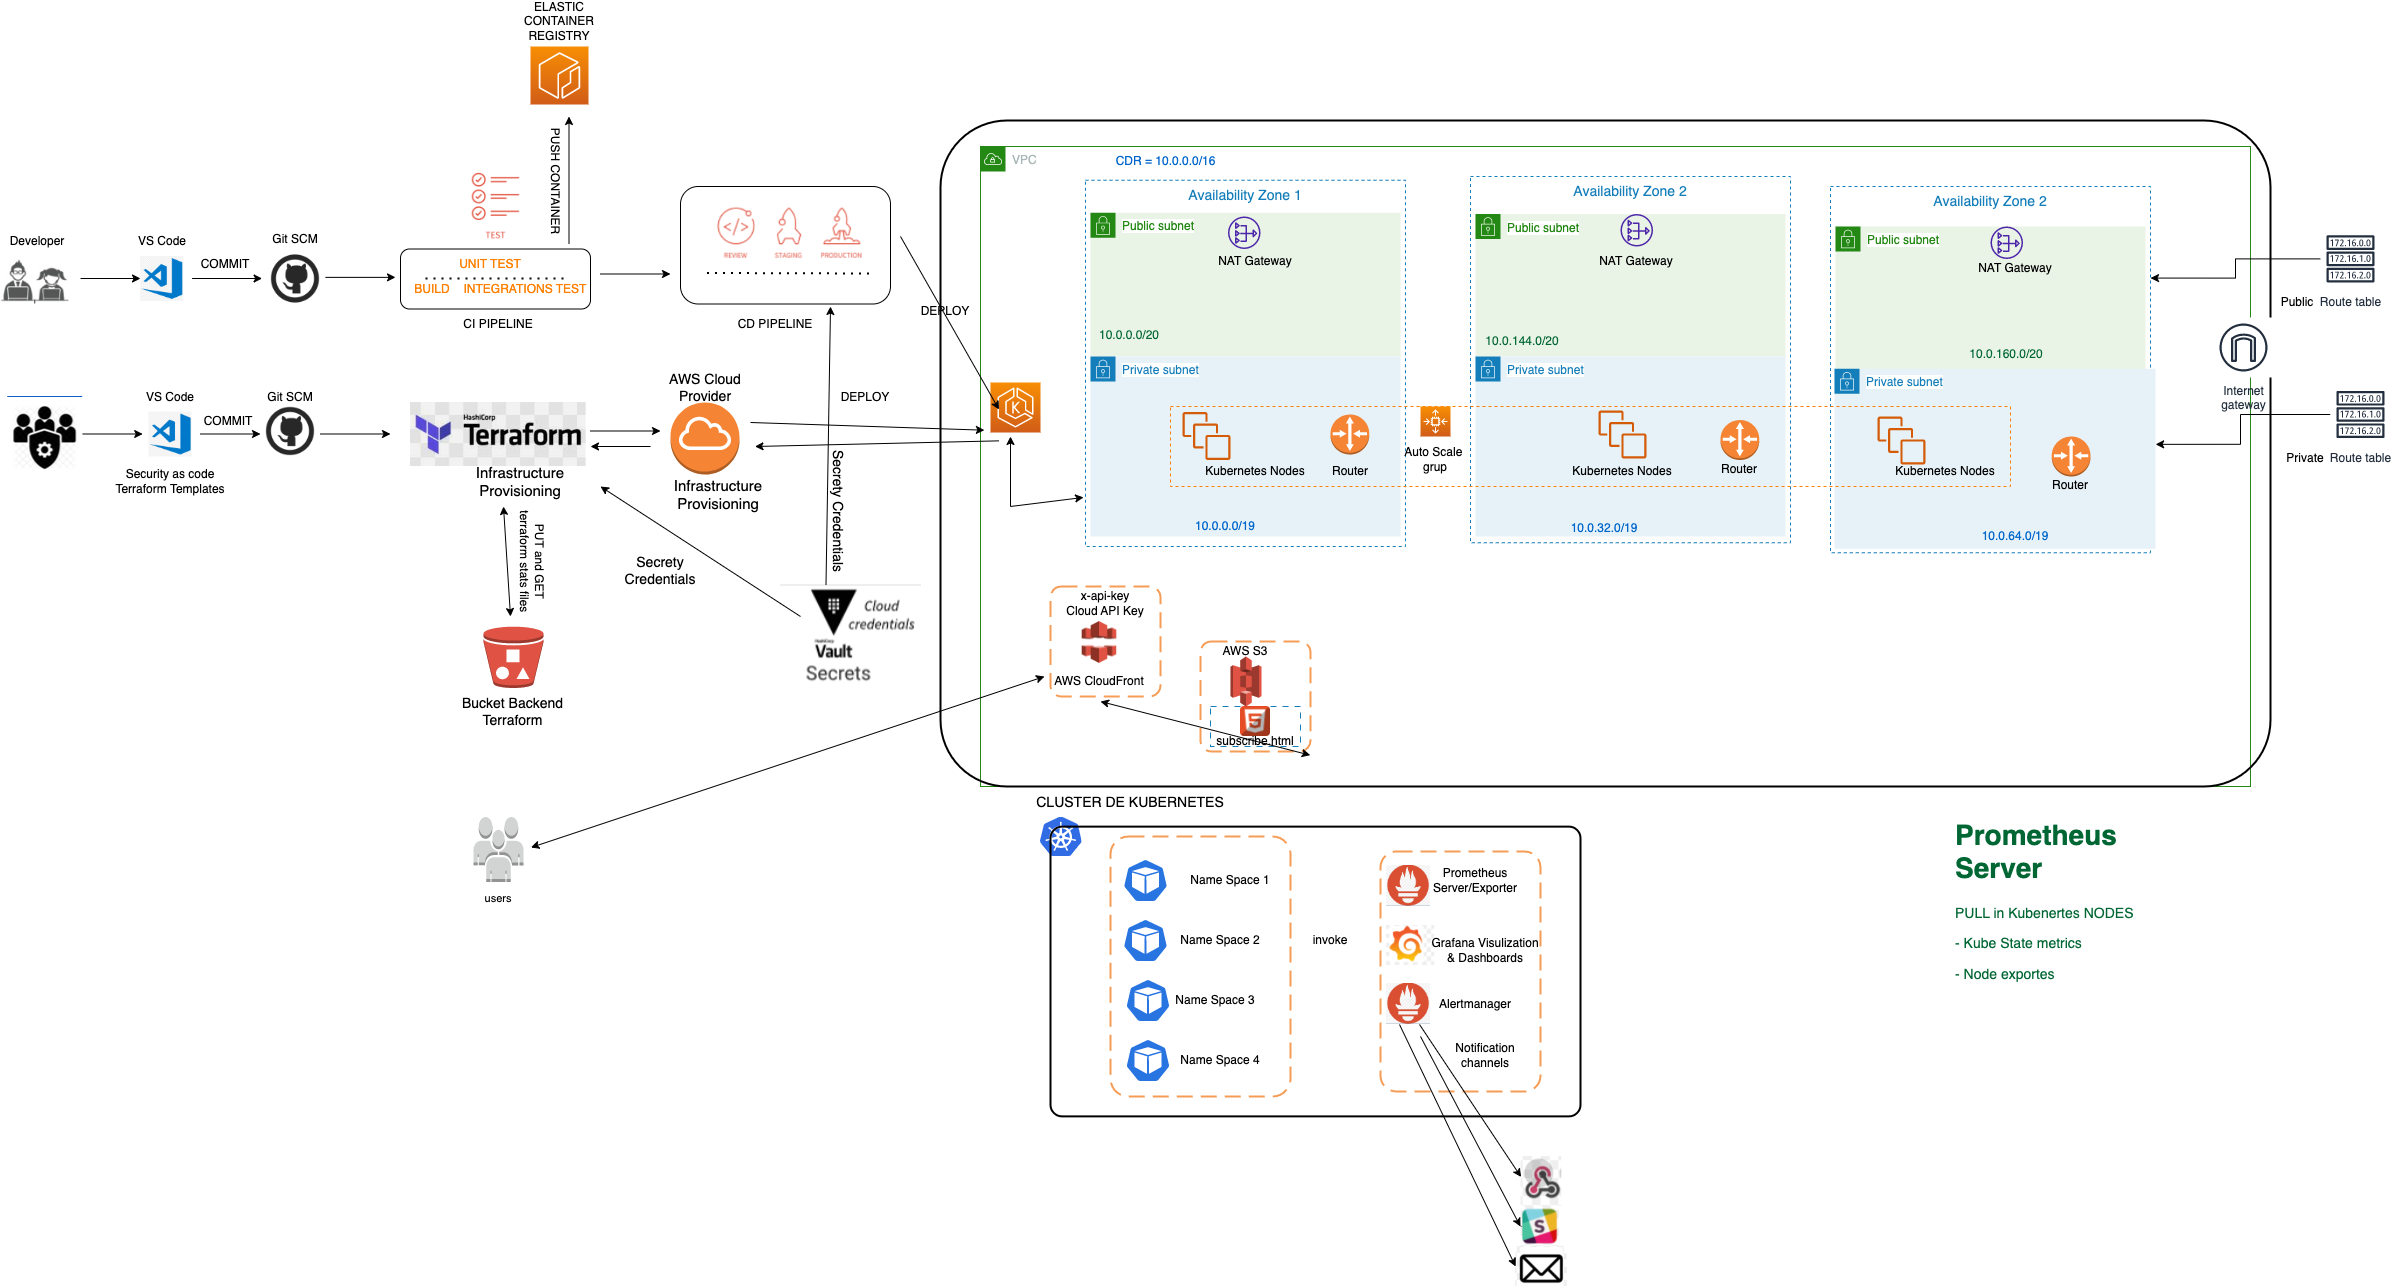 ELASTIC
CONTAINER
REGISTRY
PUSH CONTAINER
TEST
Developer
VS Code
COMMIT
Git SCM
UNIT TEST
BUILD INTEGRATIONS TEST
CI PIPELINE
REVIEW STAGING PRODUCTION
CD PIPELINE
DEPLOY
VS Code
COMMIT
Git SCM
Security as code
Terraform Templates
HashiCorp
Terraform
Infrastructure
Provisioning
AWS Cloud
Provider
Infrastructure
Provisioning
DEPLOY
Secrety Credentials
Secrety
Credentials
PUT and GET
terraform stats files
Bucket Backend
Terraform
Cloud
credentials
HashiCorp
Vault
Secrets
users
VPC
CDR = 10.0.0.0/16
Availability Zone 1
Public subnet
NAT Gateway
10.0.0.0/20
Private subnet
Kubernetes Nodes
Router
10.0.0.0/19
Auto Scale
grup
Availability Zone 2
Public subnet
NAT Gateway
10.0.144.0/20
Private subnet
Kubernetes Nodes
Router
10.0.32.0/19
Availability Zone 2
Public subnet
NAT Gateway
10.0.160.0/20
Private subnet
Kubernetes Nodes
Router
10.0.64.0/19
172.16.0.0
172.16.1.0
172.16.2.0
Public Route table
Internet
gateway
172.16.0.0
172.16.1.0
172.16.2.0
Private Route table
x-api-key
Cloud API Key
AWS CloudFront
AWS S3
subscribe.html
CLUSTER DE KUBERNETES
Name Space 1
Name Space 2
Name Space 3
Name Space 4
invoke
Prometheus
Server/Exporter
Grafana Visulization
& Dashboards
Alertmanager
Notification
channels
S
Prometheus
Server
PULL in Kubenertes NODES
- Kube State metrics
- Node exportes